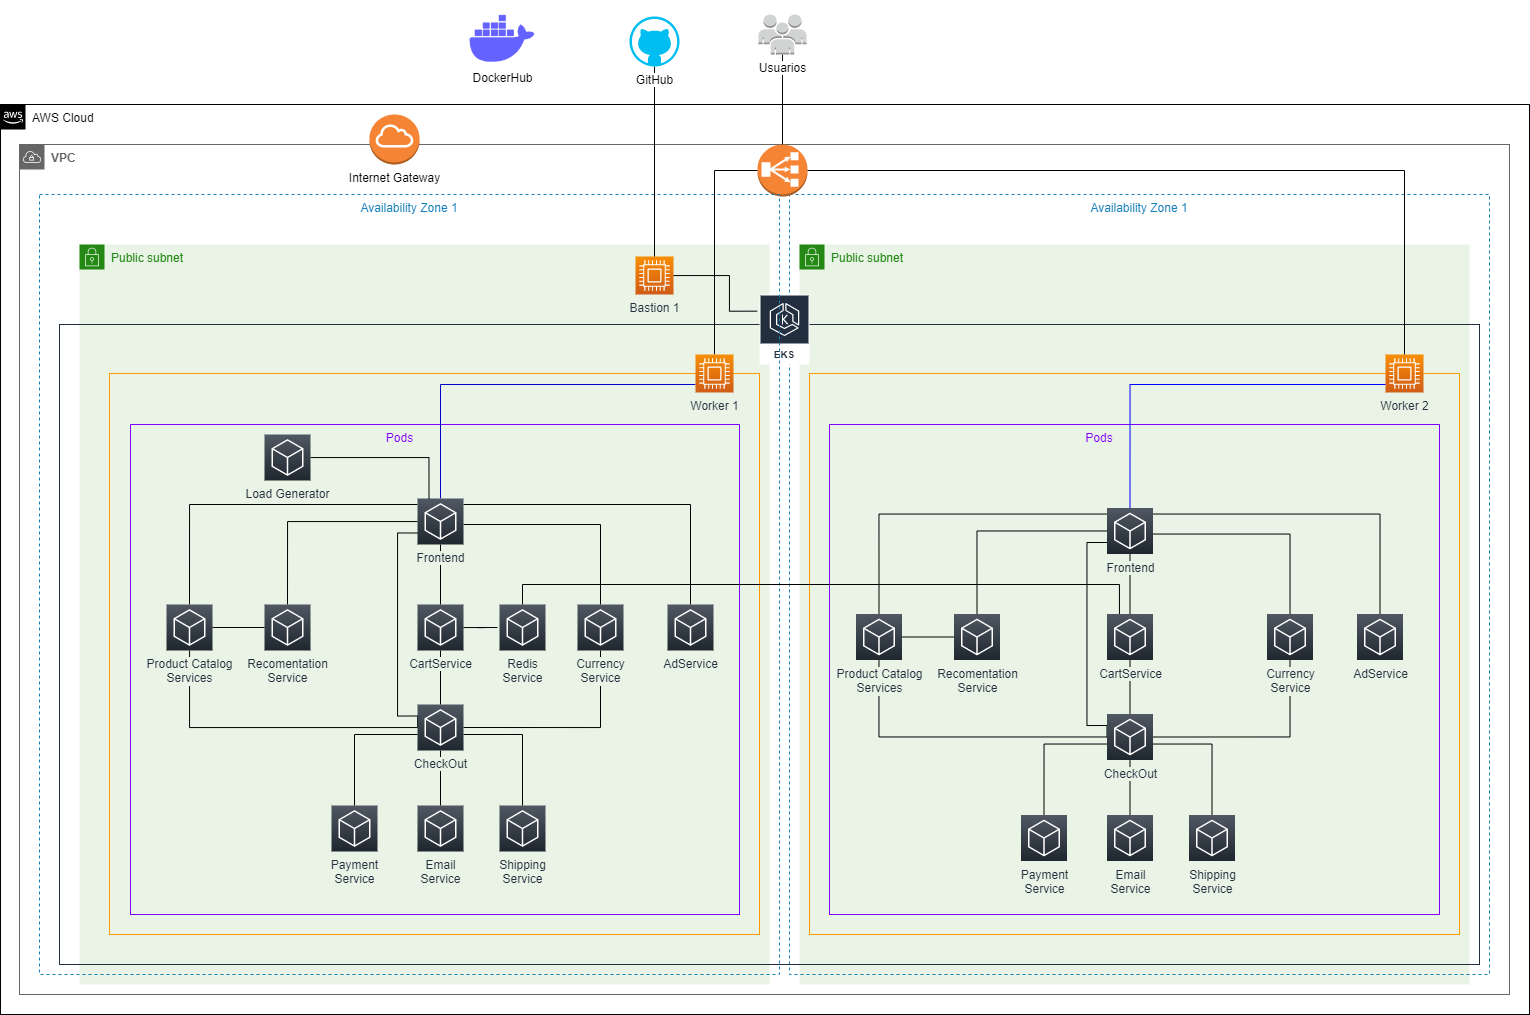 DockerHub
GitHub
Usuarios
aws
AWS Cloud
VPC
Internet Gateway
Availability Zone 1
Availability Zone 1
Public subnet
Public subnet
Bastion 1
K
EKS
Worker 1
Worker 2
Pods
Load Generator
Frontend
Product Catalog
Services
Recomentation
Service
CartService
Redis
Service
Currency
Service
AdService
CheckOut
Payment
Service
Email
Service
Shipping
Service
Pods
Frontend
Product Catalog
Services
Recomentation
Service
CartService
Currency
Service
AdService
CheckOut
Payment
Service
Email
Service
Shipping
Service